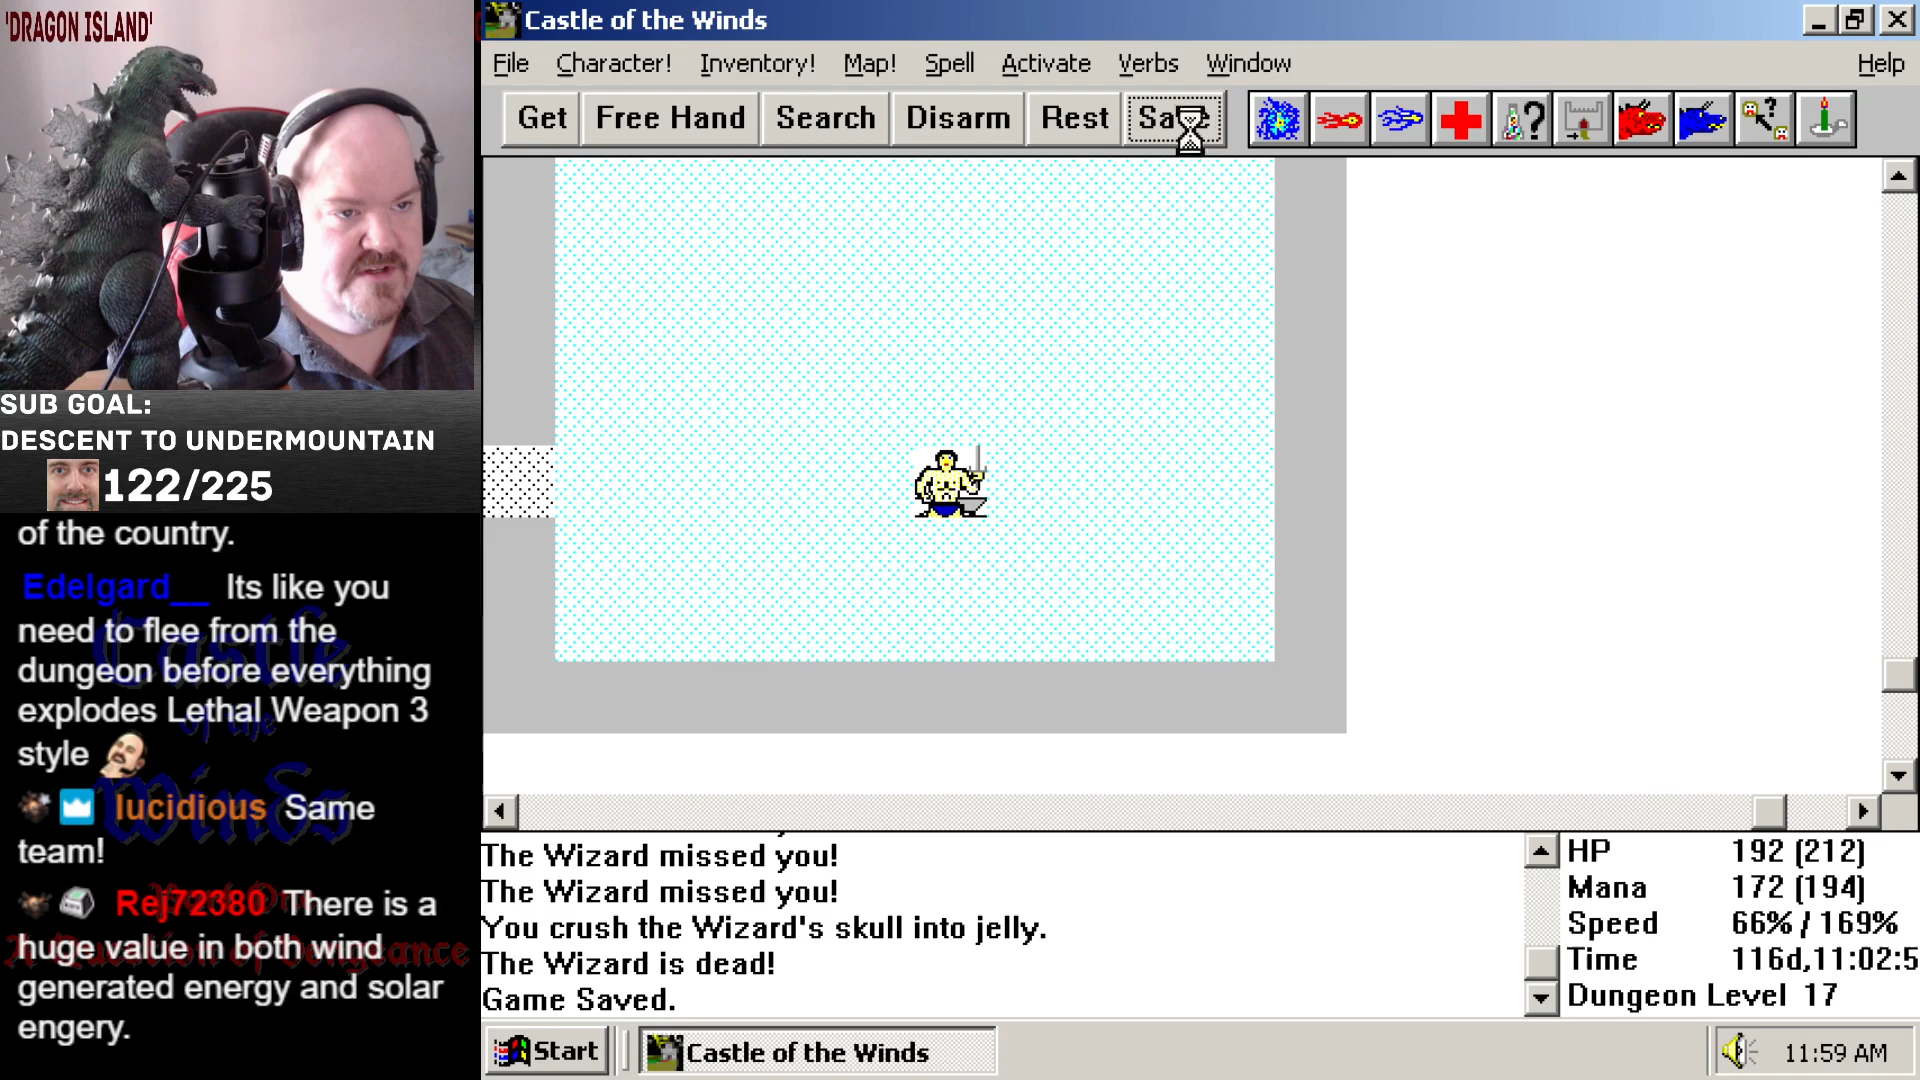 'DRAGON ISLAND'
SUB GOAL:
DESCENT TO UNDERMOUNTAIN
122/225
of the country.
Edelgard__ Its like you
need to flee from the
dungeon before everything
explodes Lethal Weapon 3
style
lucidious Same
team!
Rej72380 There is a
huge value in both wind
generated energy and solar
engery.
Castle
of the
Winds
Castle of the Winds
File Character! Inventory! Map! Spell Activate Verbs Window Help
Get Free Hand Search Disarm Rest
The Wizard missed you!
The Wizard missed you!
You crush the Wizard's skull into jelly.
The Wizard is dead!
Game Saved.
HP 192 (212)
Mana 172 (194)
Speed 66% / 169%
Time 116d,11:02:5
Dungeon Level 17
Start Castle of the Winds 11:59 AM